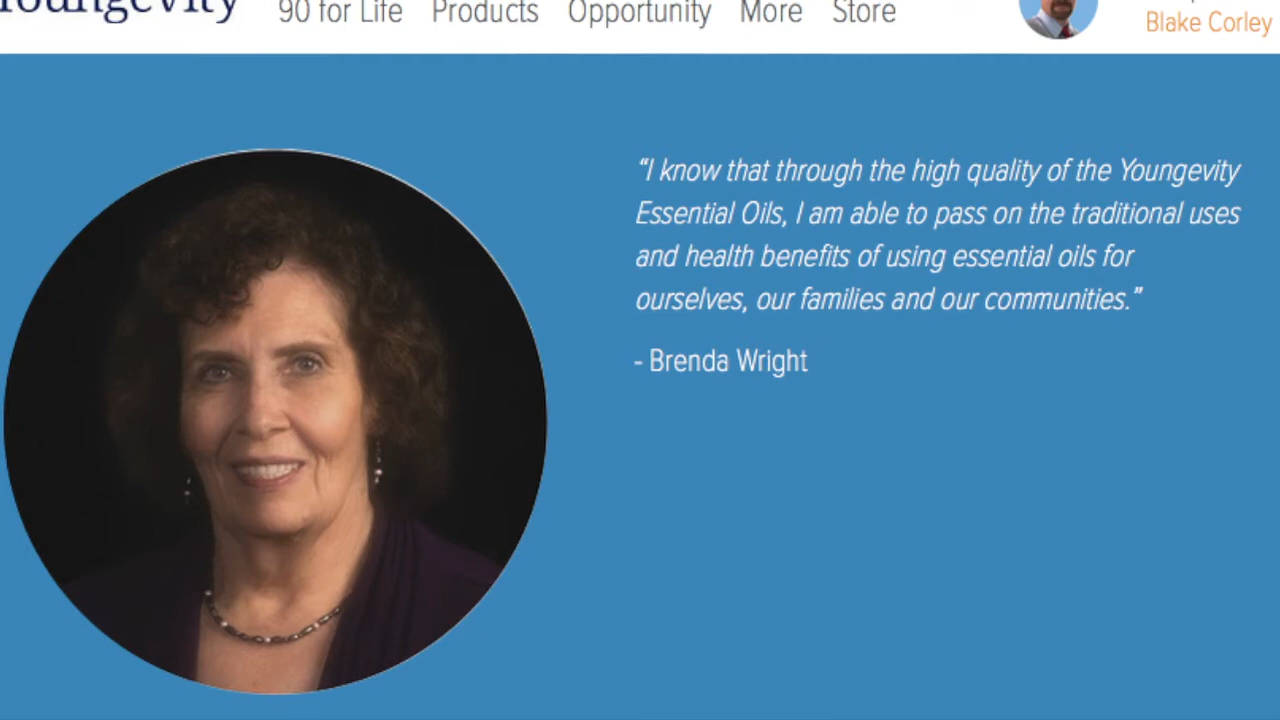 Youngevity 90 for Life Products Opportunity More Store
Blake Corley
“I know that through the high quality of the Youngevity
Essential Oils, I am able to pass on the traditional uses
and health benefits of using essential oils for
ourselves, our families and our communities.”
- Brenda Wright